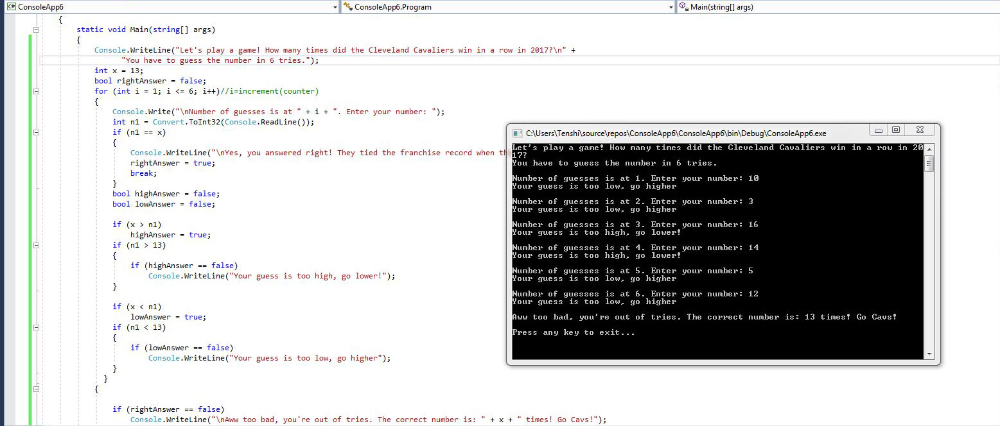 C# ConsoleApp6
ConsoleApp6.Program
Main(string[] args)
{
static void Main(string[] args)
{
Console.WriteLine("Let's play a game! How many times did the Cleveland Cavaliers win in a row in 2017?\n" +
"You have to guess the number in 6 tries.");
int x = 13;
bool rightAnswer = false;
for (int i = 1; i <= 6; i++)//i=increment(counter)
{
Console.Write("\nNumber of guesses is at " + i + ". Enter your number: ");
int n1 = Convert.ToInt32(Console.ReadLine());
if (n1 == x)
{
Console.WriteLine("\nYes, you answered right! They tied the franchise record when
rightAnswer = true;
break;
}
bool highAnswer = false;
bool lowAnswer = false;
if (x > n1)
highAnswer = true;
if (n1 > 13)
{
if (highAnswer == false)
Console.WriteLine("Your guess is too high, go lower!");
}
if (x < n1)
lowAnswer = true;
if (n1 < 13)
{
if (lowAnswer == false)
Console.WriteLine("Your guess is too low, go higher");
}
}
{
if (rightAnswer == false)
Console.WriteLine("\nAww too bad, you're out of tries. The correct number is: " + x + " times! Go Cavs!");
C:\Users\Tenshi\source\repos\ConsoleApp6\ConsoleApp6\bin\Debug\ConsoleApp6.exe
Let's play a game! How many times did the Cleveland Cavaliers win in a row in 20
17?
You have to guess the number in 6 tries.
Number of guesses is at 1. Enter your number: 10
Your guess is too low, go higher
Number of guesses is at 2. Enter your number: 3
Your guess is too low, go higher
Number of guesses is at 3. Enter your number: 16
Your guess is too high, go lower!
Number of guesses is at 4. Enter your number: 14
Your guess is too high, go lower!
Number of guesses is at 5. Enter your number: 5
Your guess is too low, go higher
Number of guesses is at 6. Enter your number: 12
Your guess is too low, go higher
Aww too bad, you're out of tries. The correct number is: 13 times! Go Cavs!
Press any key to exit...